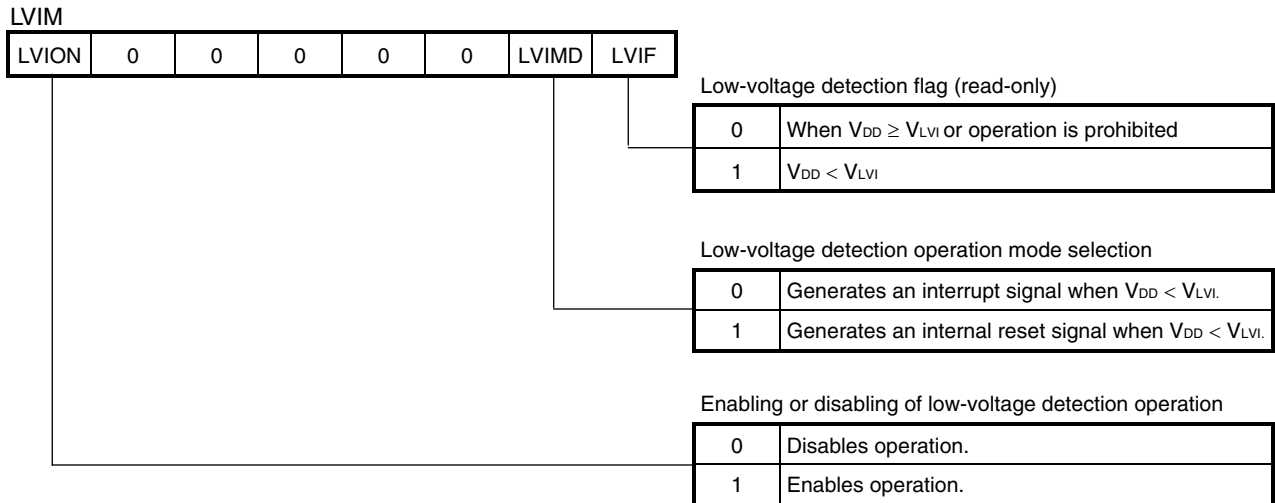 LVIM
LVION 0 0 0 0 0 LVIMD LVIF
Low-voltage detection flag (read-only)
0 When VDD ≥ VLVI or operation is prohibited
1 VDD < VLVI
Low-voltage detection operation mode selection
0 Generates an interrupt signal when VDD < VLVI.
1 Generates an internal reset signal when VDD < VLVI.
Enabling or disabling of low-voltage detection operation
0 Disables operation.
1 Enables operation.